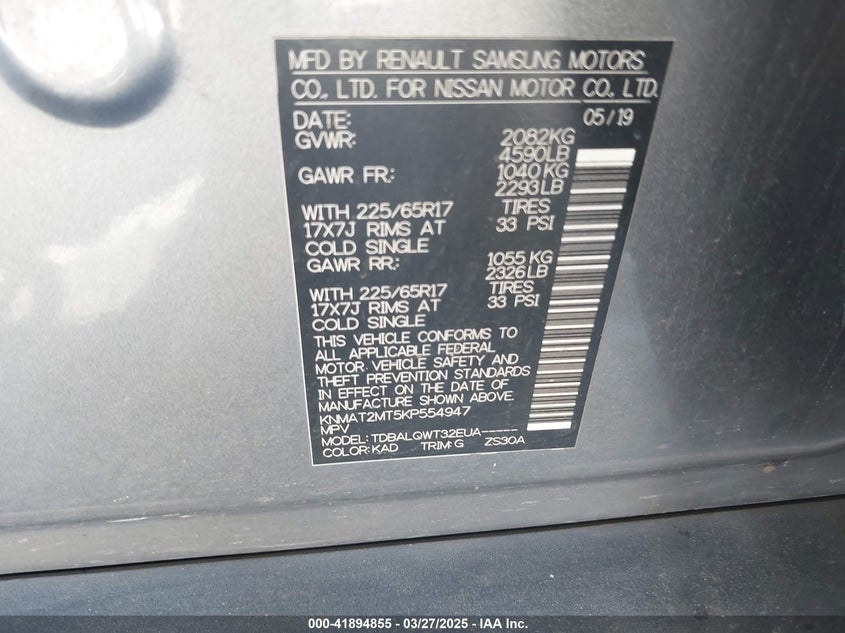 MFD BY RENAULT SAMSUNG MOTORS
CO., LTD. FOR NISSAN MOTOR CO., LTD.
DATE: 05/19
GVWR: 2082KG
4590LB
GAWR FR: 1040KG
2293LB
WITH 225/65R17 TIRES
17X7J RIMS AT 33 PSI
COLD SINGLE
GAWR RR: 1055 KG
2326LB
WITH 225/65R17 TIRES
17X7J RIMS AT 33 PSI
COLD SINGLE
THIS VEHICLE CONFORMS TO
ALL APPLICABLE FEDERAL
MOTOR VEHICLE SAFETY AND
THEFT PREVENTION STANDARDS
IN EFFECT ON THE DATE OF
MANUFACTURE SHOWN ABOVE.
KNMAT2MT5KP554947
MPV
MODEL: TDBALQWT32EUA-----
COLOR: KAD TRIM: G ZS30A
000-41894855 - 03/27/2025 - IAA Inc.